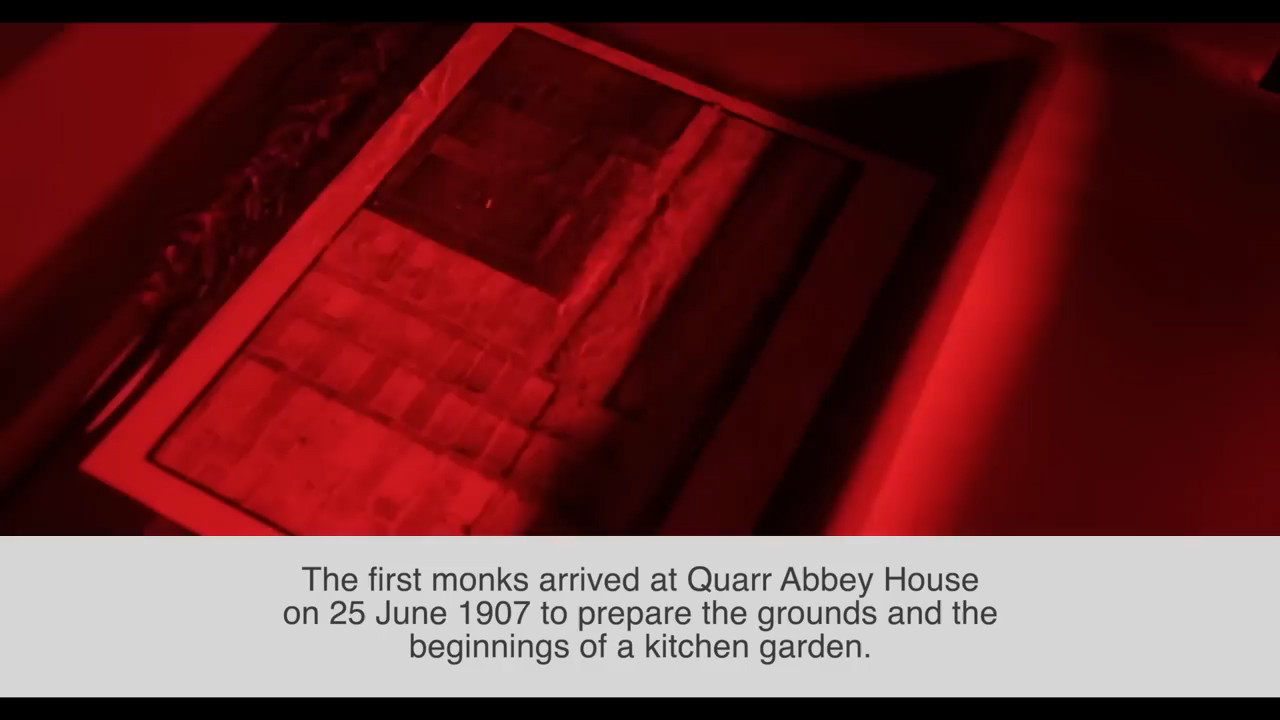 The first monks arrived at Quarr Abbey House
on 25 June 1907 to prepare the grounds and the
beginnings of a kitchen garden.